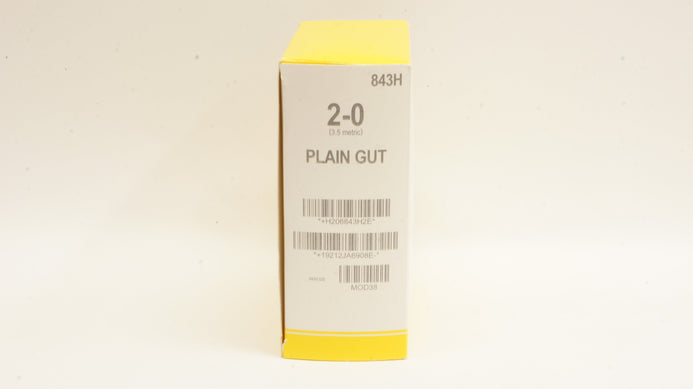 843H
2-0
(3.5 metric)
PLAIN GUT
*+H206843H2E*
*+19212JA6908E-*
MOD38